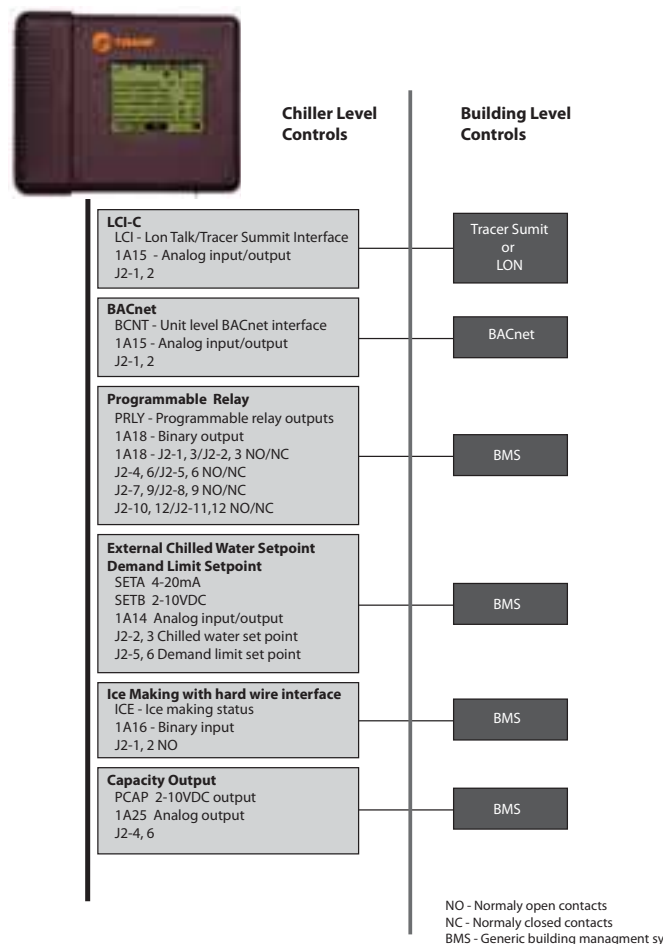 TRANE
Chiller Level
Controls
Building Level
Controls
LCI-C
LCI - Lon Talk/Tracer Summit Interface
1A15 - Analog input/output
J2-1, 2
Tracer Sumit
or
LON
BACnet
BCNT - Unit level BACnet interface
1A15 - Analog input/output
J2-1, 2
BACnet
Programmable Relay
PRLY - Programmable relay outputs
1A18 - Binary output
1A18 - J2-1, 3/J2-2, 3 NO/NC
J2-4, 6/J2-5, 6 NO/NC
J2-7, 9/J2-8, 9 NO/NC
J2-10, 12/J2-11,12 NO/NC
BMS
External Chilled Water Setpoint
Demand Limit Setpoint
SETA 4-20mA
SETB 2-10VDC
1A14 Analog input/output
J2-2, 3 Chilled water set point
J2-5, 6 Demand limit set point
BMS
Ice Making with hard wire interface
ICE - Ice making status
1A16 - Binary input
J2-1, 2 NO
BMS
Capacity Output
PCAP 2-10VDC output
1A25 Analog output
J2-4, 6
BMS
NO - Normaly open contacts
NC - Normaly closed contacts
BMS - Generic building managment sy